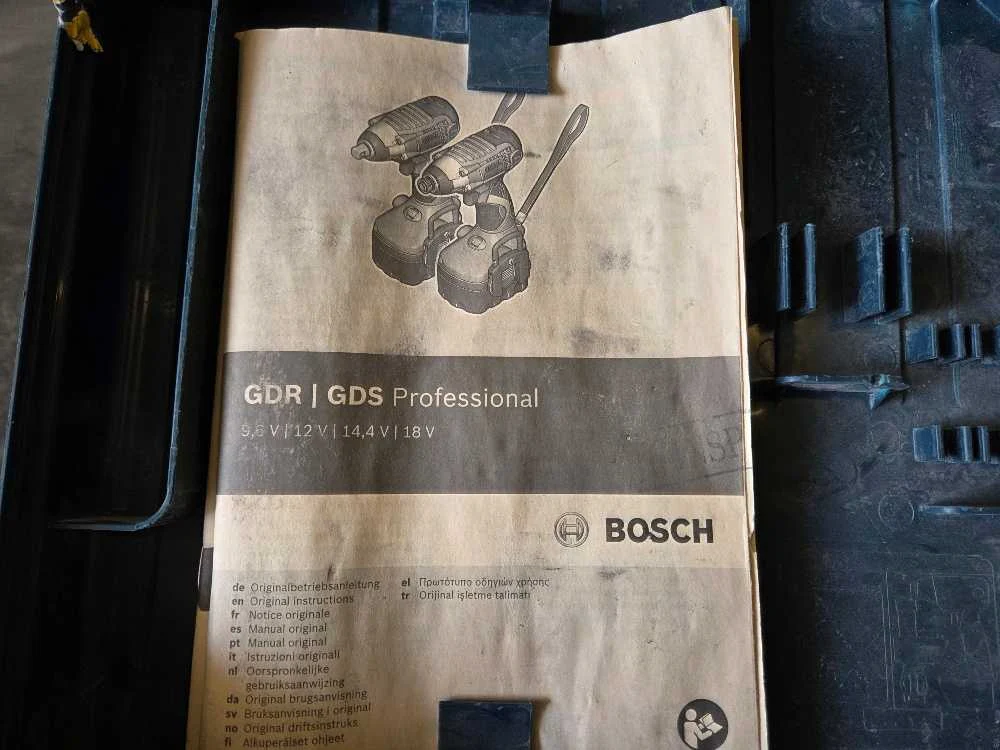 GDR | GDS Professional
9,6 V | 12 V | 14,4 V | 18 V
BOSCH
de Originalbetriebsanleitung
en Original instructions
fr Notice originale
es Manual original
pt Manual original
it Istruzioni originali
nl Oorspronkelijke
gebruiksaanwijzing
da Original brugsanvisning
sv Bruksanvisning i original
no Original driftsinstruks
fi Alkuperäiset ohjeet
el Πρωτότυπο οδηγιών χρήσης
tr Orijinal işletme talimatı